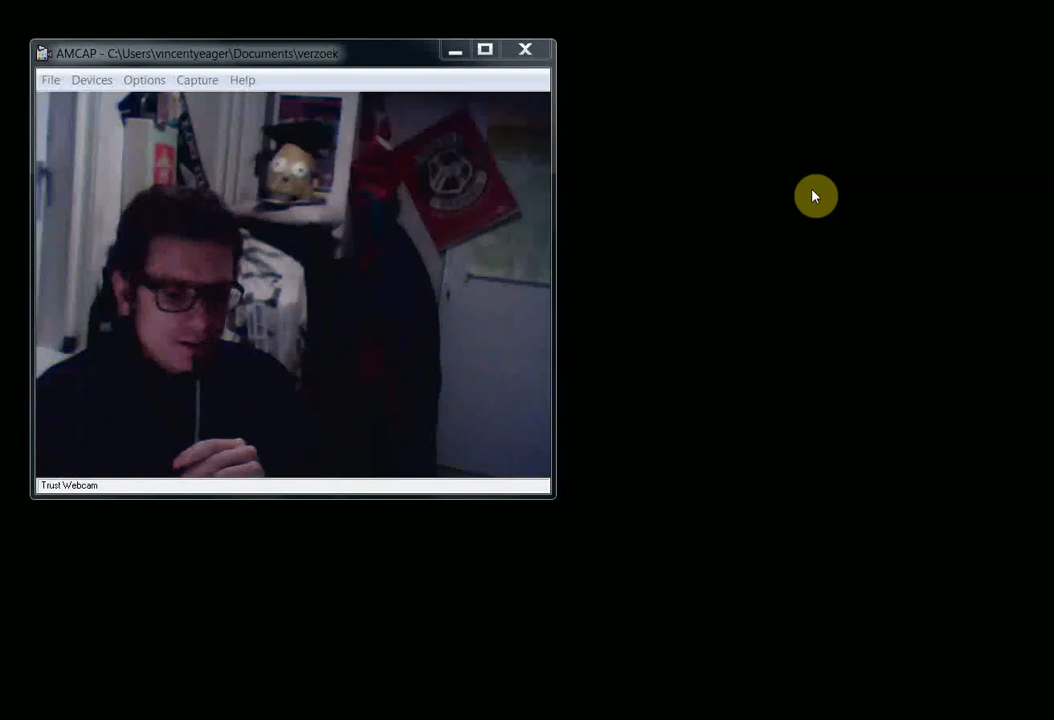 AMCAP - C:\Users\vincentyeager\Documents\verzoek
File Devices Options Capture Help
Trust Webcam